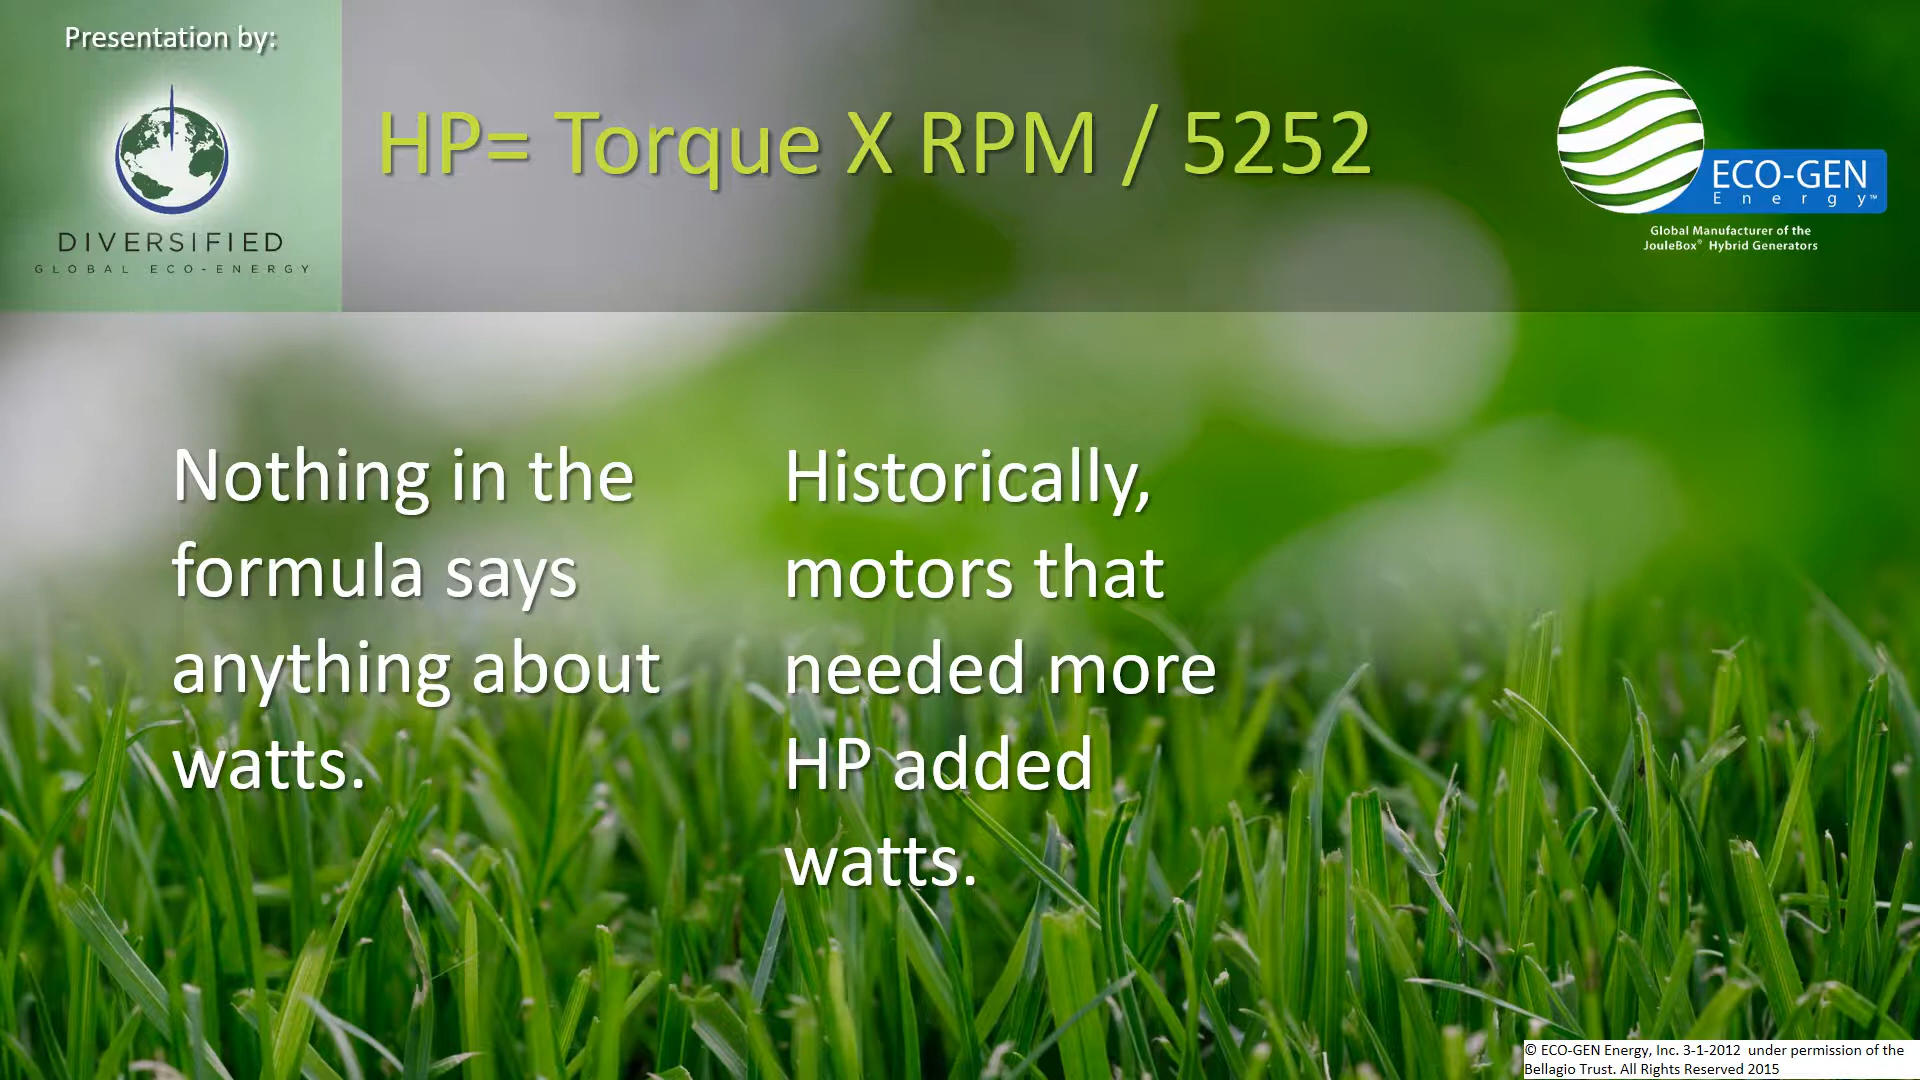 Presentation by:
DIVERSIFIED
GLOBAL ECO-ENERGY
HP= Torque X RPM / 5252
ECO-GEN
Energy™
Global Manufacturer of the
JouleBox® Hybrid Generators
Nothing in the
formula says
anything about
watts.
Historically,
motors that
needed more
HP added
watts.
© ECO-GEN Energy, Inc. 3-1-2012  under permission of the
Bellagio Trust. All Rights Reserved 2015